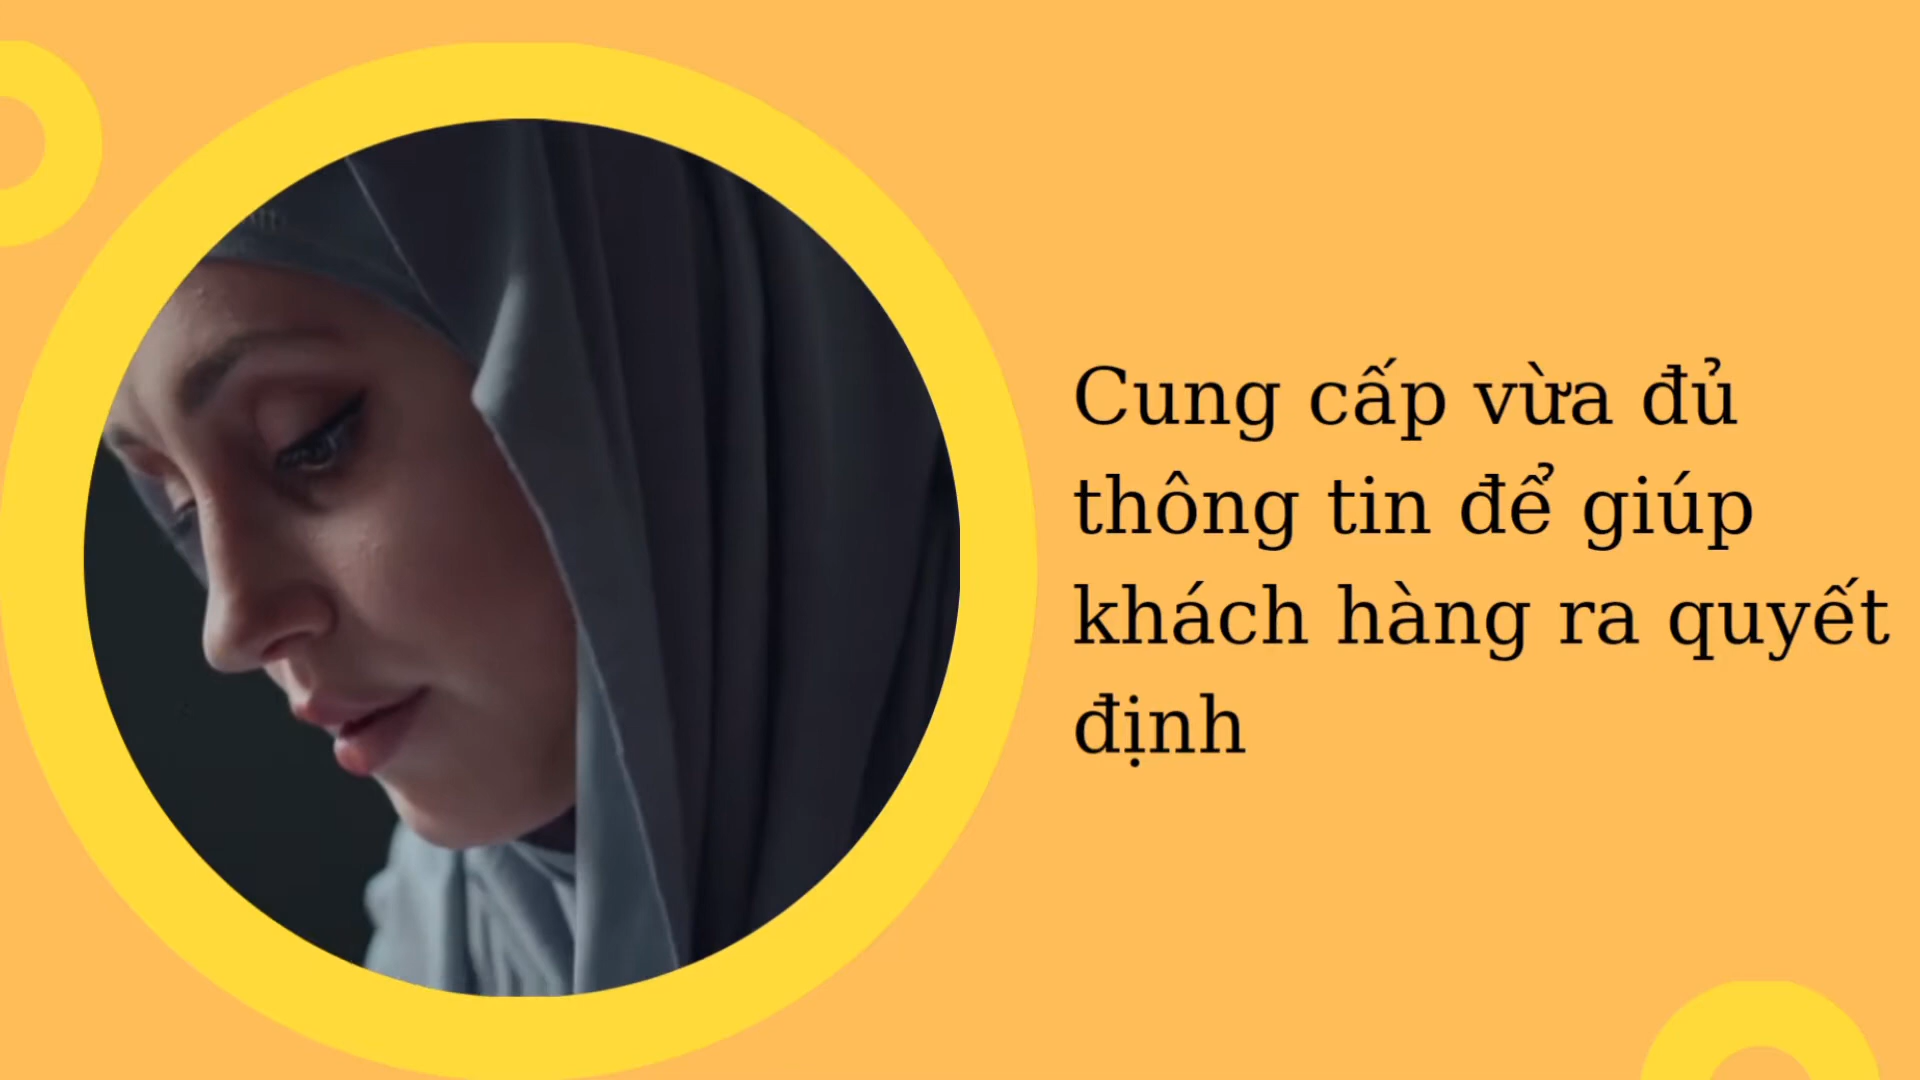 Cung cấp vừa đủ
thông tin để giúp
khách hàng ra quyết
định